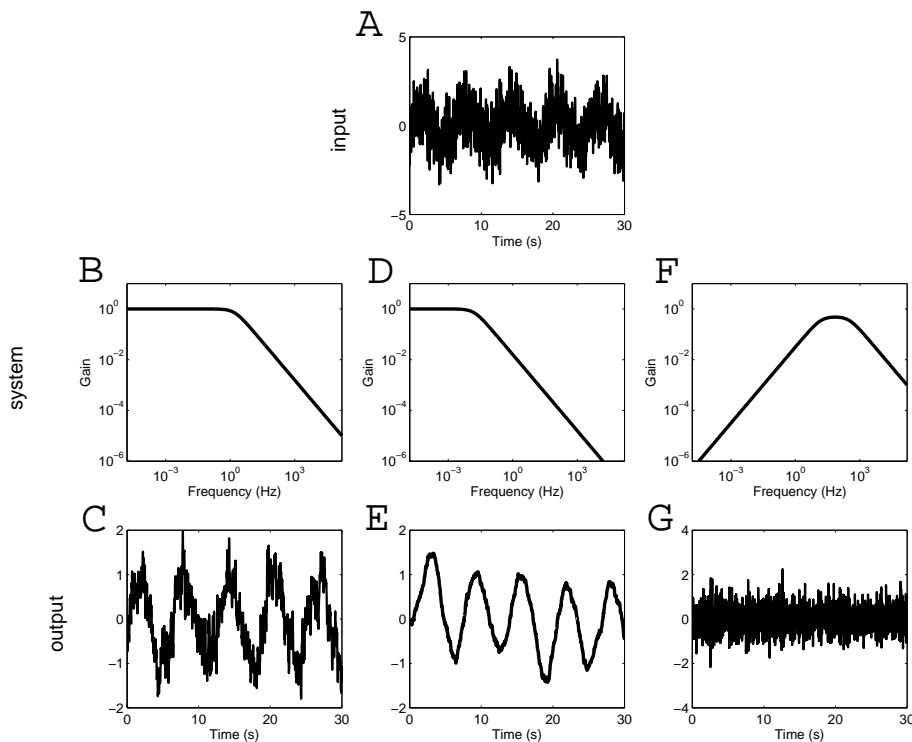 A
input
5
0
−5
0 10 20 30
Time (s)
B D F
system
Gain
10^0
10^−2
10^−4
10^−6
10^−3 10^0 10^3
Frequency (Hz)
Gain
10^0
10^−2
10^−4
10^−6
10^−3 10^0 10^3
Frequency (Hz)
Gain
10^0
10^−2
10^−4
10^−6
10^−3 10^0 10^3
Frequency (Hz)
C E G
output
2
1
0
−1
−2
0 10 20 30
Time (s)
2
1
0
−1
−2
0 10 20 30
Time (s)
4
2
0
−2
−4
0 10 20 30
Time (s)